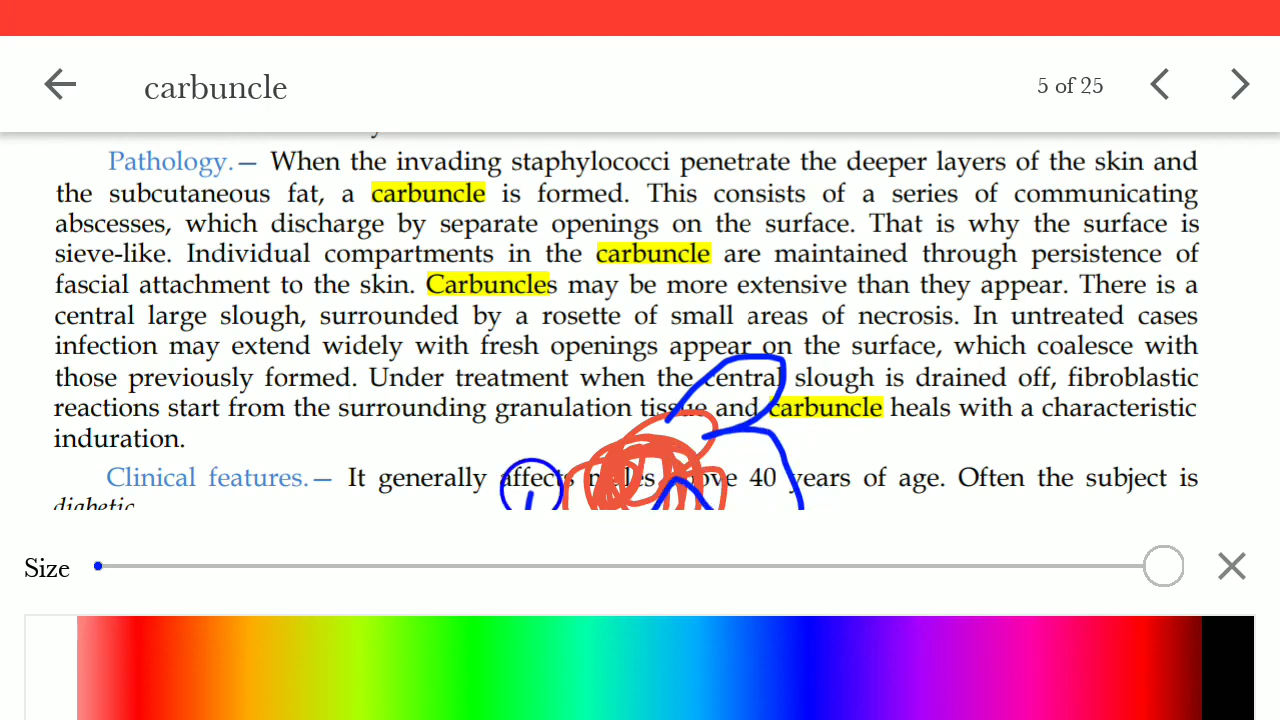 carbuncle
5 of 25
Pathology.— When the invading staphylococci penetrate the deeper layers of the skin and
the subcutaneous fat, a carbuncle is formed. This consists of a series of communicating
abscesses, which discharge by separate openings on the surface. That is why the surface is
sieve-like. Individual compartments in the carbuncle are maintained through persistence of
fascial attachment to the skin. Carbuncles may be more extensive than they appear. There is a
central large slough, surrounded by a rosette of small areas of necrosis. In untreated cases
infection may extend widely with fresh openings appear on the surface, which coalesce with
those previously formed. Under treatment when the central slough is drained off, fibroblastic
reactions start from the surrounding granulation tissue and carbuncle heals with a characteristic
induration.
Clinical features.— It generally affects males above 40 years of age. Often the subject is
diabetic
Size